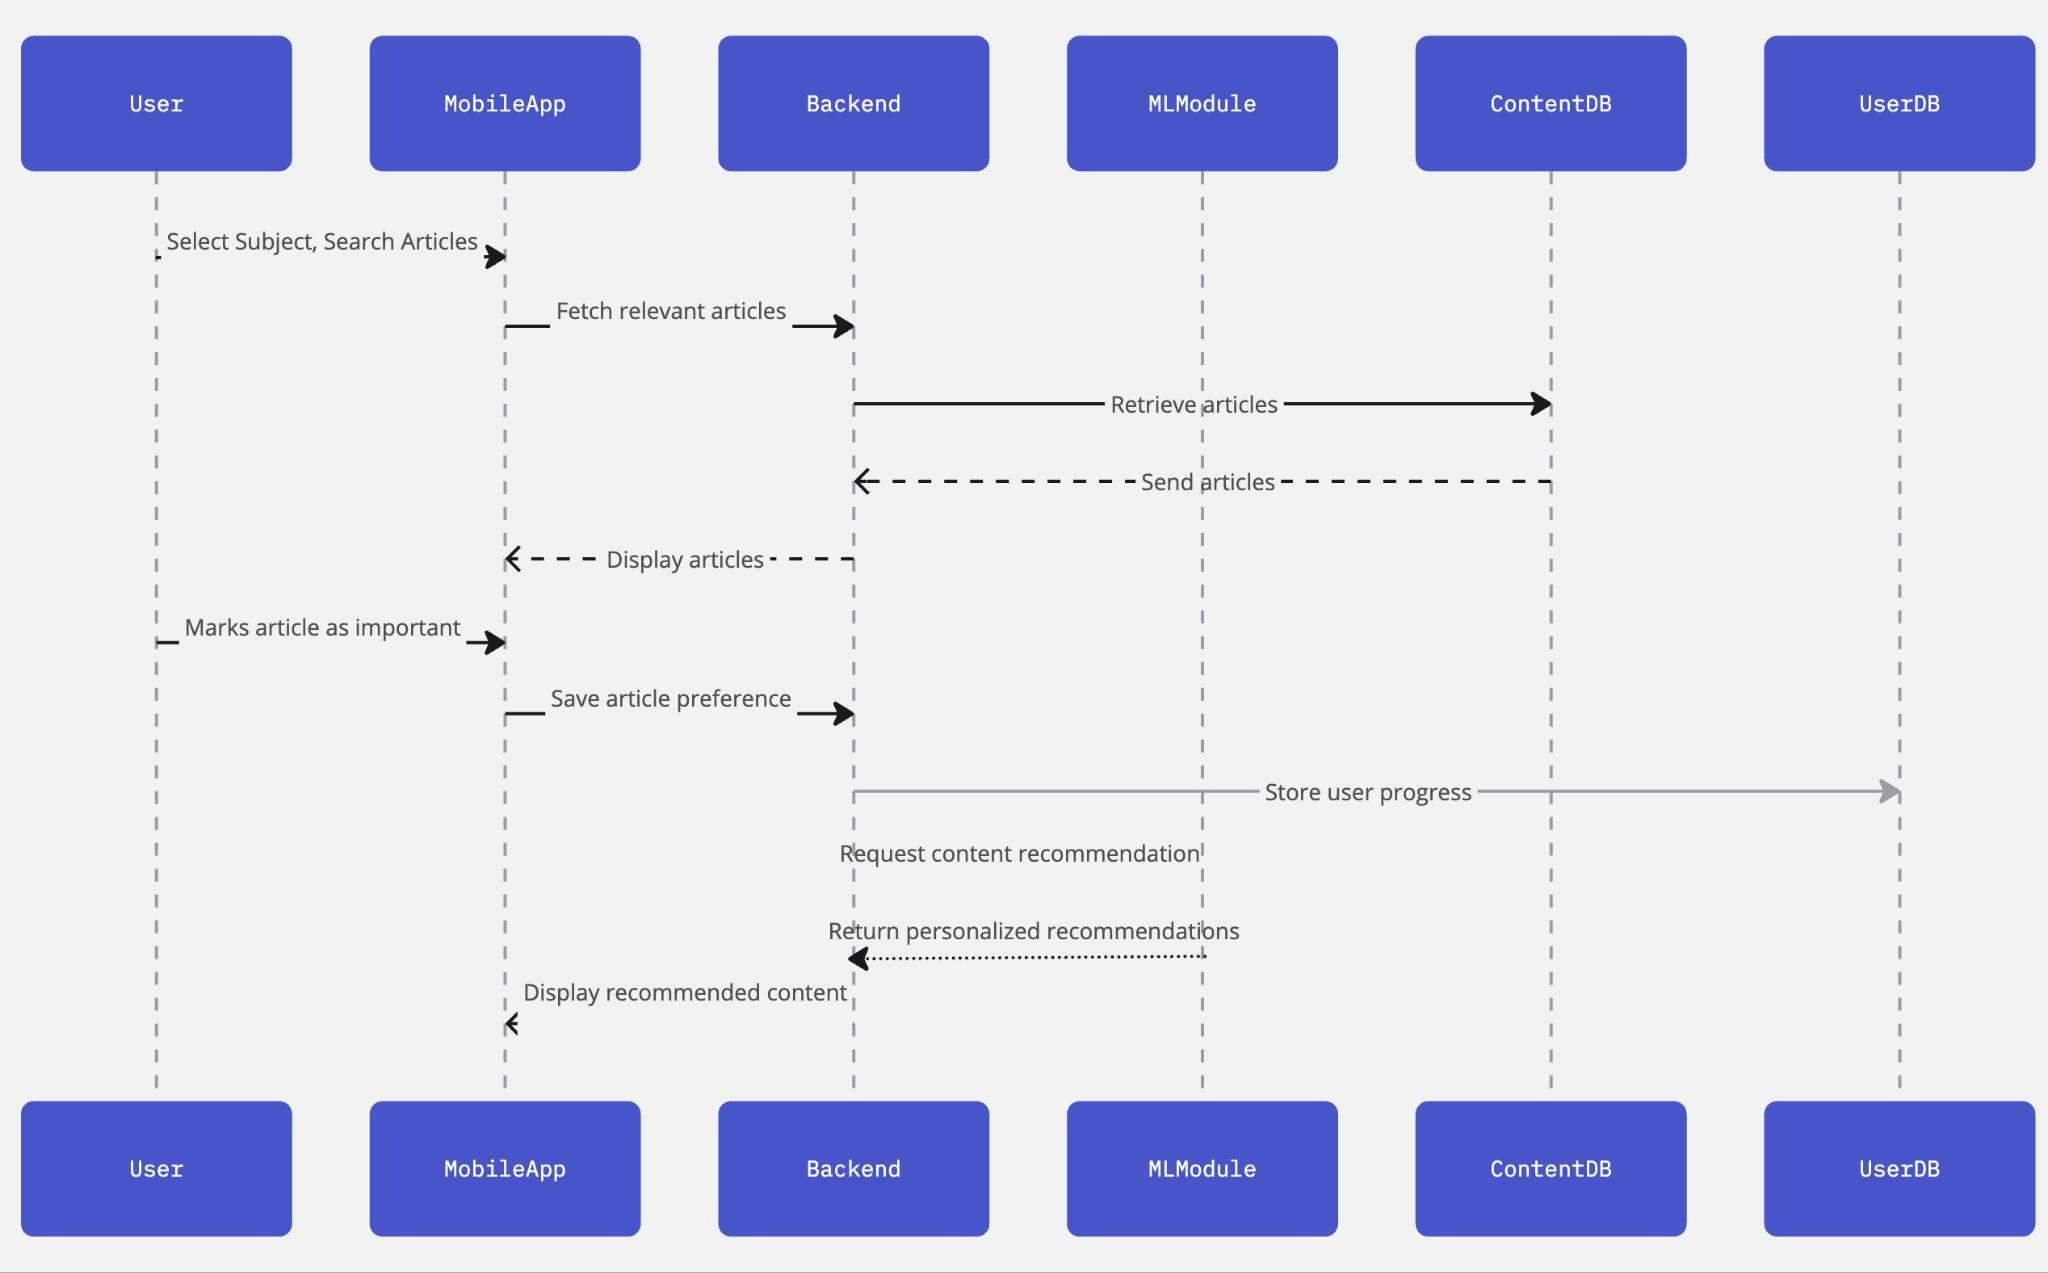 User
MobileApp
Backend
MLModule
ContentDB
UserDB
Select Subject, Search Articles
Fetch relevant articles
Retrieve articles
Send articles
Display articles
Marks article as important
Save article preference
Store user progress
Request content recommendation
Return personalized recommendations
Display recommended content
User
MobileApp
Backend
MLModule
ContentDB
UserDB